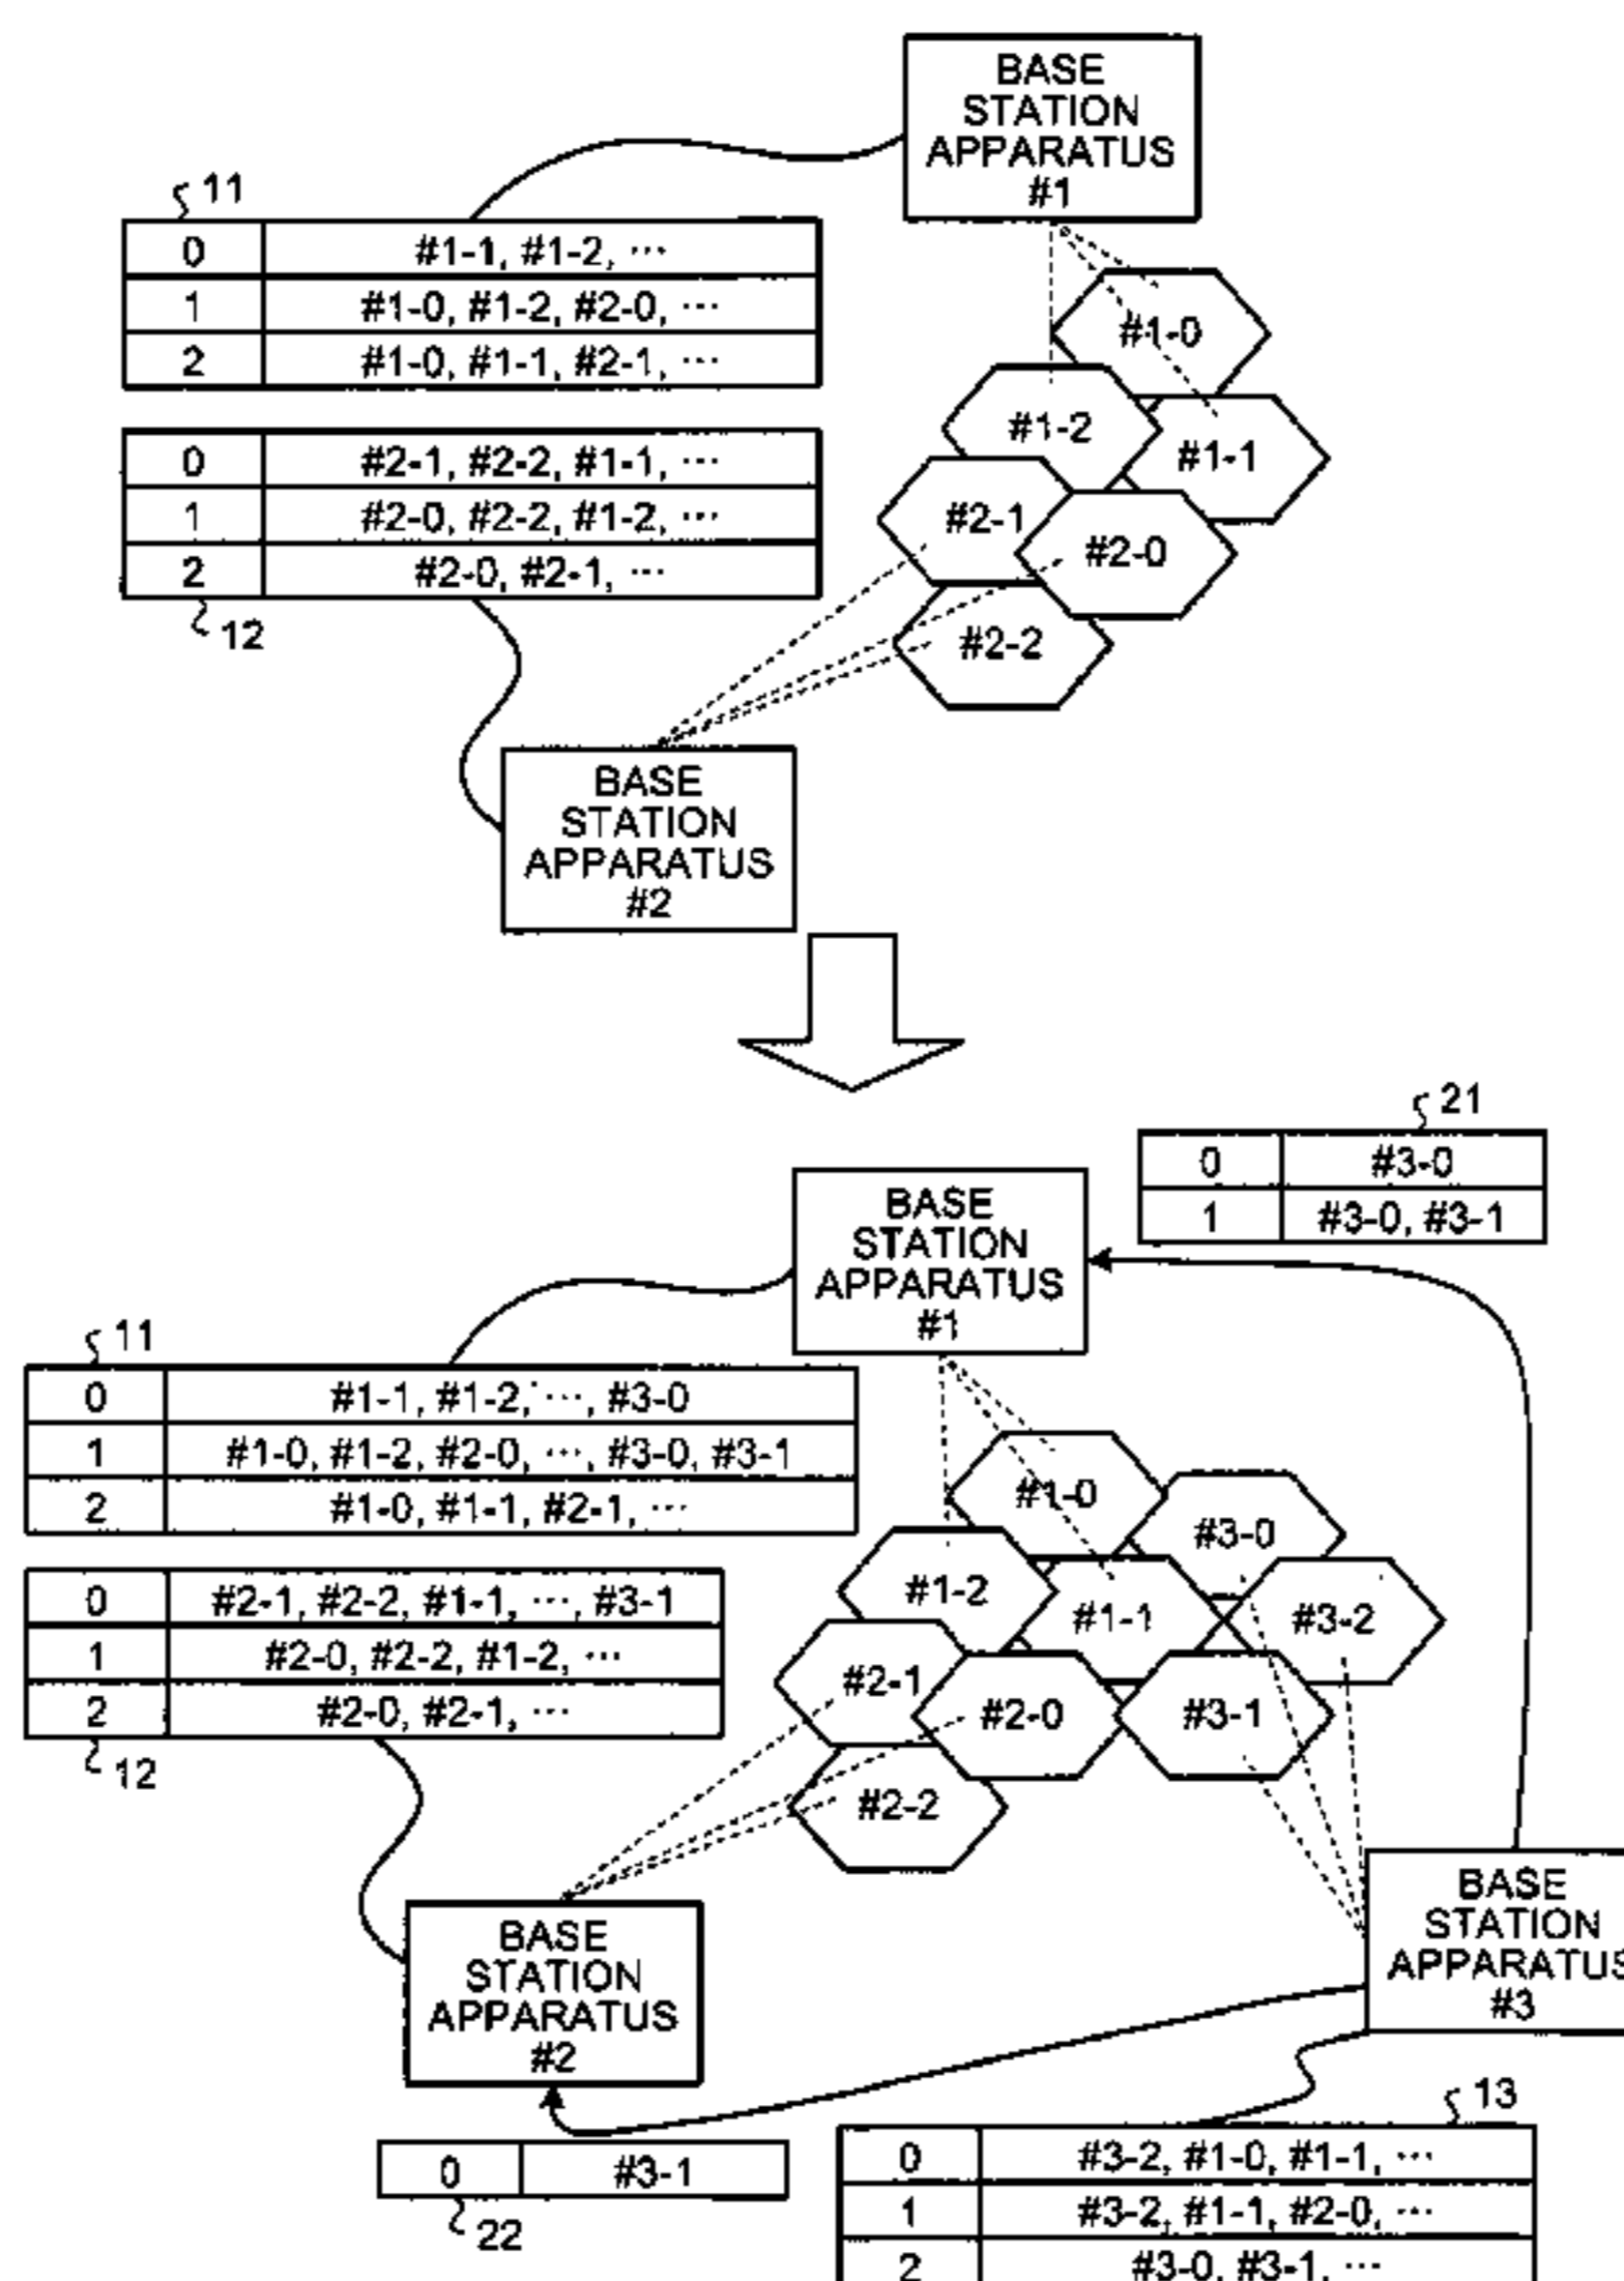 BASE
STATION
APPARATUS
#1
11
0 #1-1, #1-2, ···
1 #1-0, #1-2, #2-0, ···
2 #1-0, #1-1, #2-1, ···
#1-0
#1-2
#1-1
0 #2-1, #2-2, #1-1, ···
1 #2-0, #2-2, #1-2, ···
2 #2-0, #2-1, ···
12
#2-1
#2-0
#2-2
BASE
STATION
APPARATUS
#2
21
0 #3-0
1 #3-0, #3-1
BASE
STATION
APPARATUS
#1
11
0 #1-1, #1-2, ···, #3-0
1 #1-0, #1-2, #2-0, ···, #3-0, #3-1
2 #1-0, #1-1, #2-1, ···
#1-0
#3-0
#1-2
#1-1
#3-2
0 #2-1, #2-2, #1-1, ···, #3-1
1 #2-0, #2-2, #1-2, ···
2 #2-0, #2-1, ···
12
#2-1
#2-0
#3-1
#2-2
BASE
STATION
APPARATUS
#3
BASE
STATION
APPARATUS
#2
0 #3-1
22
13
0 #3-2, #1-0, #1-1, ···
1 #3-2, #1-1, #2-0, ···
2 #3-0, #3-1, ···